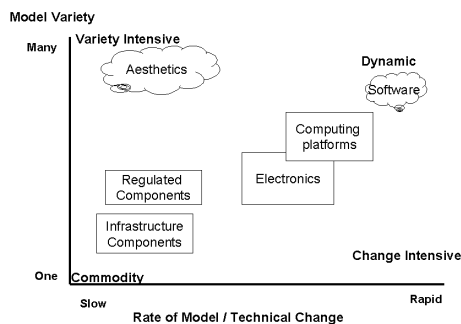 Model Variety
Many
Variety Intensive
Aesthetics
Dynamic
Software
Computing
platforms
Electronics
Regulated
Components
Infrastructure
Components
Change Intensive
One
Commodity
Slow
Rapid
Rate of Model / Technical Change